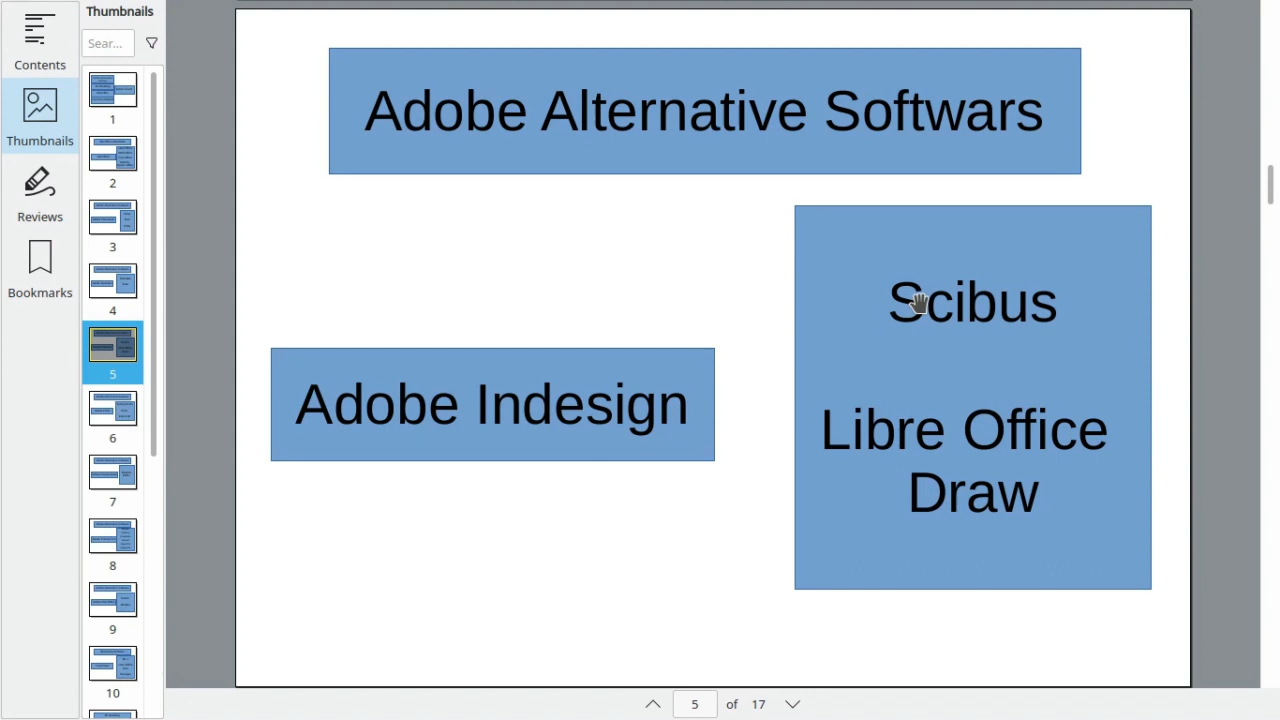 Contents
Thumbnails
Reviews
Bookmarks
Thumbnails
Sear...
1
2
3
4
5
6
7
8
9
10
Adobe Alternative Softwars
Adobe Indesign
Scibus
Libre Office
Draw
5 of 17